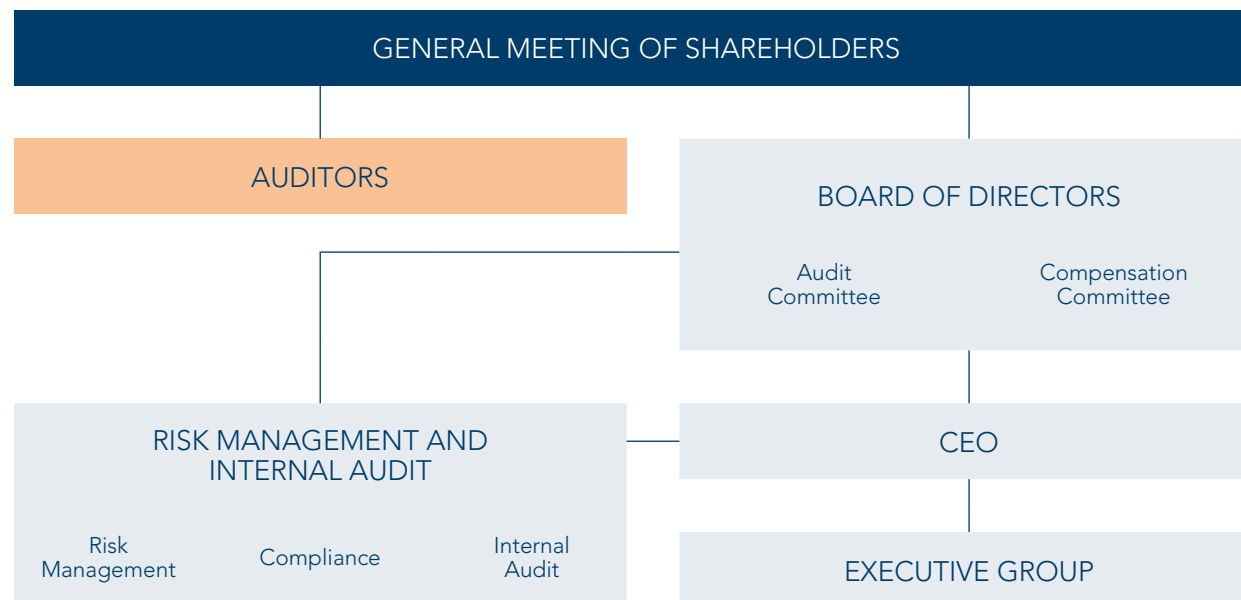 GENERAL MEETING OF SHAREHOLDERS
AUDITORS
BOARD OF DIRECTORS
Audit
Committee
Compensation
Committee
RISK MANAGEMENT AND
INTERNAL AUDIT
CEO
Risk
Management
Compliance
Internal
Audit
EXECUTIVE GROUP